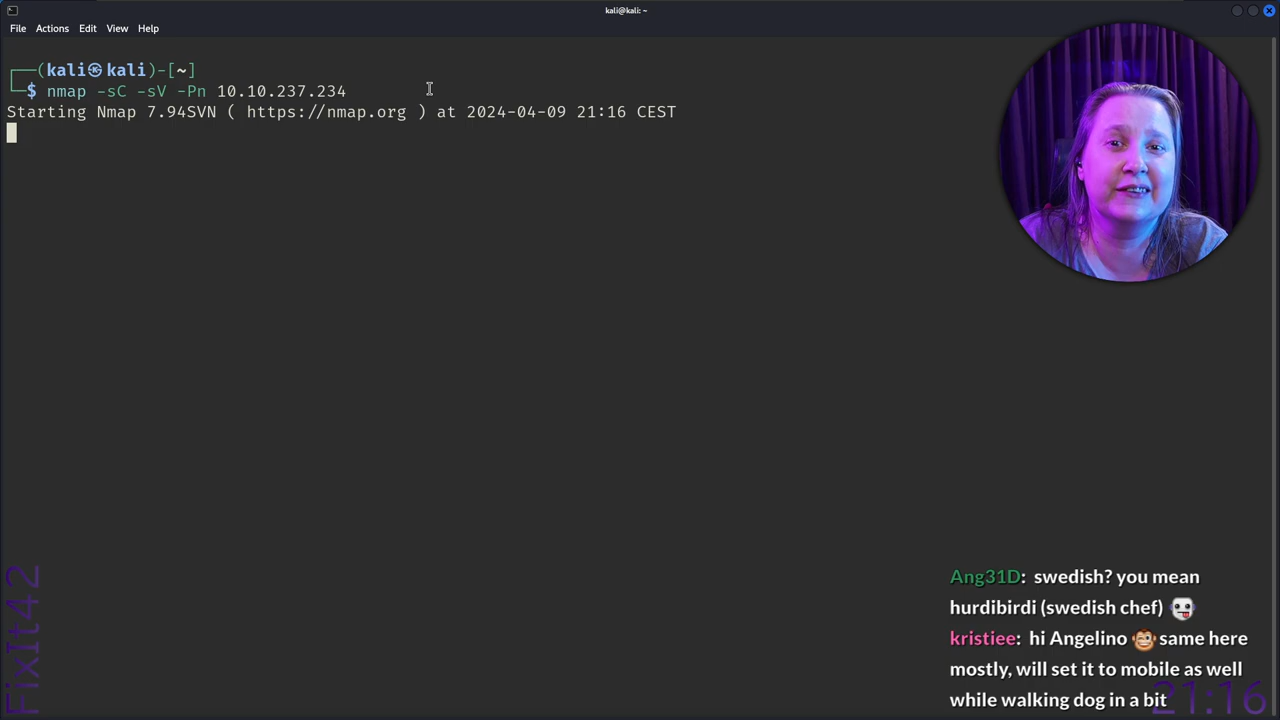 kali@kali: ~
File Actions Edit View Help
┌──(kali㉿kali)-[~]
└─$ nmap -sC -sV -Pn 10.10.237.234
Starting Nmap 7.94SVN ( https://nmap.org ) at 2024-04-09 21:16 CEST
FixIt42
Ang31D: swedish? you mean
hurdibirdi (swedish chef)
kristiee: hi Angelino 🐵 same here
mostly, will set it to mobile as well
while walking dog in a bit
21:16